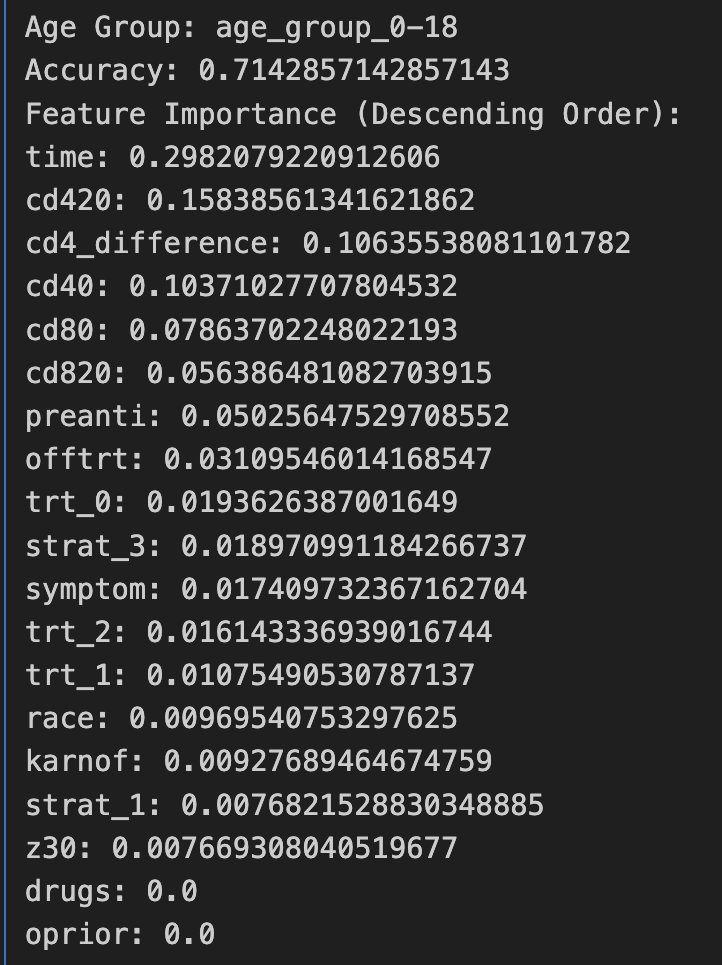 Age Group: age_group_0-18
Accuracy: 0.7142857142857143
Feature Importance (Descending Order):
time: 0.2982079220912606
cd420: 0.15838561341621862
cd4_difference: 0.10635538081101782
cd40: 0.10371027707804532
cd80: 0.07863702248022193
cd820: 0.056386481082703915
preanti: 0.05025647529708552
offtrt: 0.03109546014168547
trt_0: 0.0193626387001649
strat_3: 0.018970991184266737
symptom: 0.017409732367162704
trt_2: 0.016143336939016744
trt_1: 0.01075490530787137
race: 0.00969540753297625
karnof: 0.00927689464674759
strat_1: 0.0076821528830348885
z30: 0.007669308040519677
drugs: 0.0
oprior: 0.0